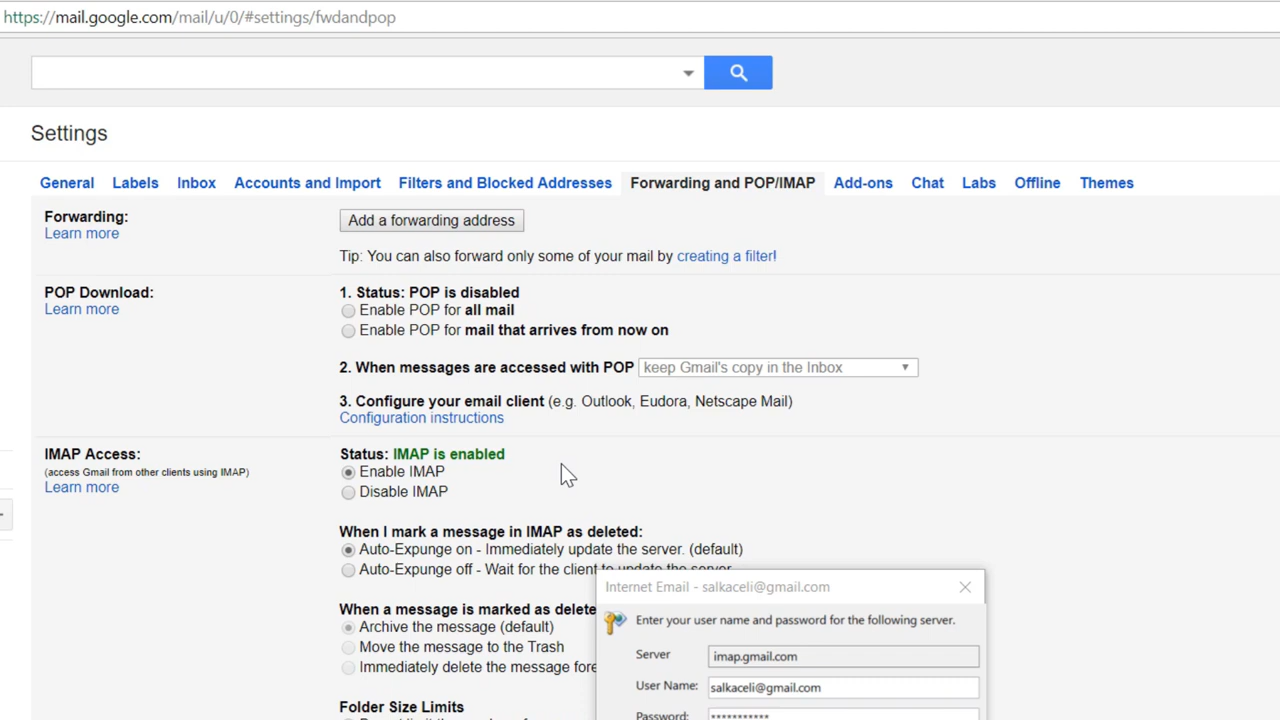 https://mail.google.com/mail/u/0/#settings/fwdandpop
Settings
General Labels Inbox Accounts and Import Filters and Blocked Addresses Forwarding and POP/IMAP Add-ons Chat Labs Offline Themes
Forwarding:
Learn more
Add a forwarding address
Tip: You can also forward only some of your mail by creating a filter!
POP Download:
Learn more
1. Status: POP is disabled
Enable POP for all mail
Enable POP for mail that arrives from now on
2. When messages are accessed with POP keep Gmail's copy in the Inbox
3. Configure your email client (e.g. Outlook, Eudora, Netscape Mail)
Configuration instructions
IMAP Access:
(access Gmail from other clients using IMAP)
Learn more
Status: IMAP is enabled
Enable IMAP
Disable IMAP
When I mark a message in IMAP as deleted:
Auto-Expunge on - Immediately update the server. (default)
Auto-Expunge off - Wait for the client to update the server.
When a message is marked as delete
Archive the message (default)
Move the message to the Trash
Immediately delete the message fore
Folder Size Limits
Internet Email - salkaceli@gmail.com
Enter your user name and password for the following server.
Server imap.gmail.com
User Name: salkaceli@gmail.com
Password: ***********